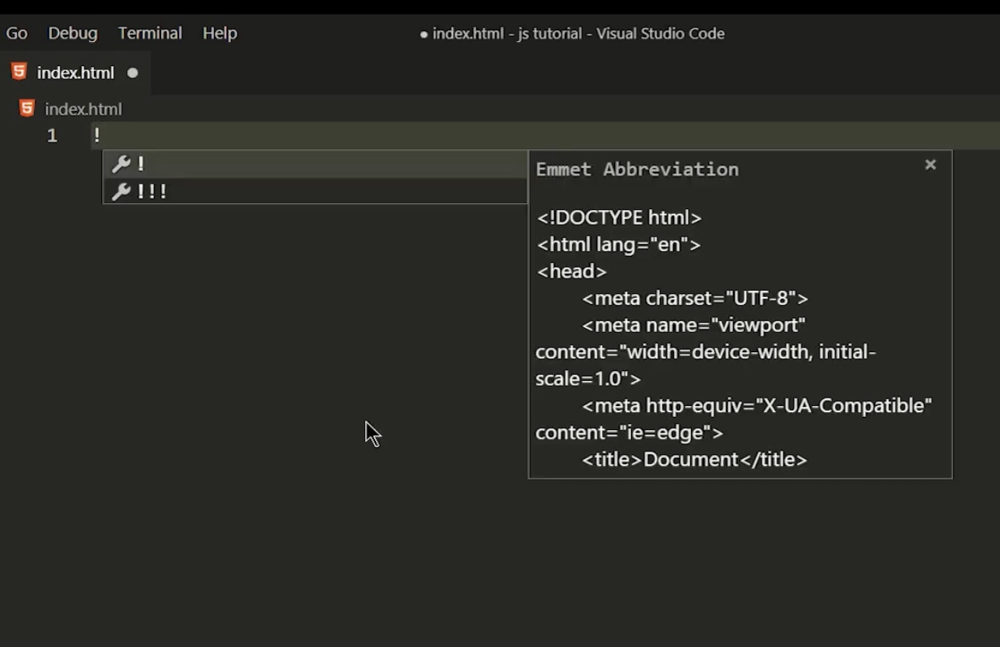 Go Debug Terminal Help
● index.html - js tutorial - Visual Studio Code
5 index.html ●
5 index.html
1 !
!
!!!
Emmet Abbreviation ×
<!DOCTYPE html>
<html lang="en">
<head>
<meta charset="UTF-8">
<meta name="viewport"
content="width=device-width, initial-
scale=1.0">
<meta http-equiv="X-UA-Compatible"
content="ie=edge">
<title>Document</title>